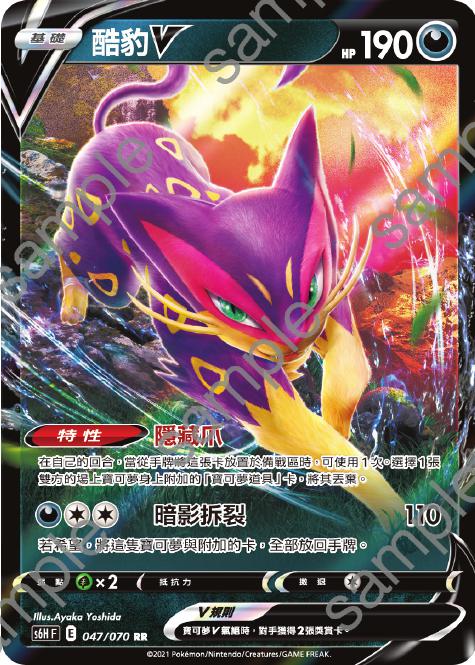 基礎 酷豹V HP 190
特性 隱藏爪
在自己的回合,當從手牌將這張卡放置於備戰區時,可使用1次。選擇1張
雙方的場上寶可夢身上附加的「寶可夢道具」卡,將其丟棄。
暗影拆裂 110
若希望,將這隻寶可夢與附加的卡,全部放回手牌。
弱點 ×2 抵抗力 撤退
Illus.Ayaka Yoshida
V規則
s6H F E 047/070 RR
寶可夢V氣絕時,對手獲得2張獎賞卡。
©2021 Pokémon/Nintendo/Creatures/GAME FREAK.
sample
sample
sample
sample
sample
sample
sample
sample